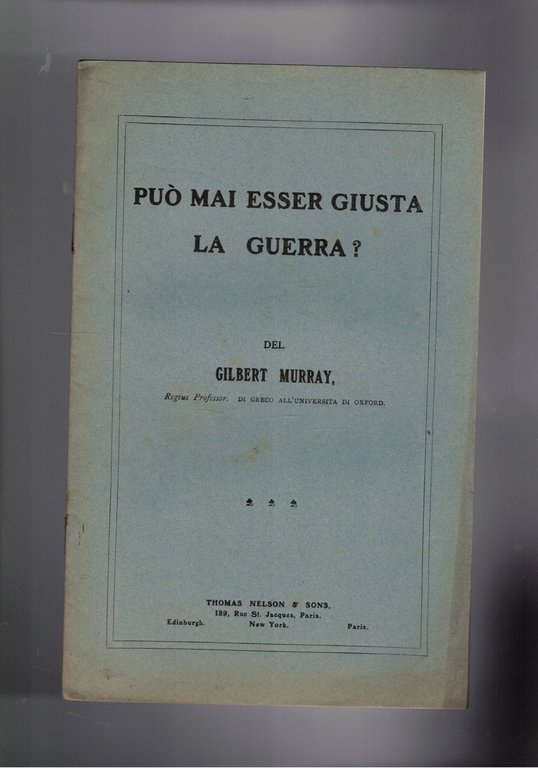 PUÒ MAI ESSER GIUSTA
LA GUERRA?
DEL
GILBERT MURRAY,
Regius Professor. DI GRECO ALL'UNIVERSITA DI OXFORD.
THOMAS NELSON & SONS,
189, Rue St. Jacques, Paris.
Edinburgh. New York. Paris.